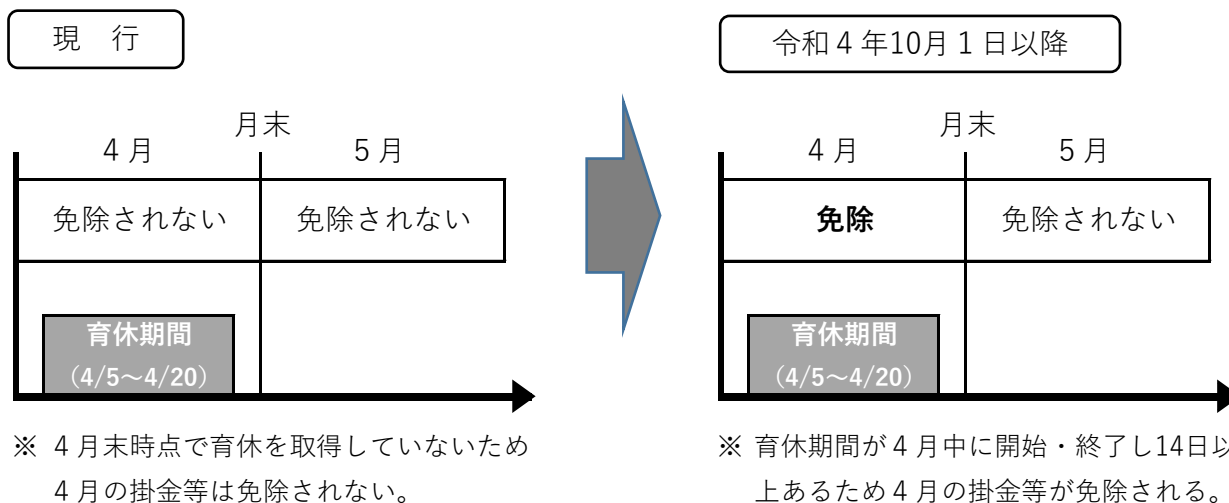 現　行
月末
４月
５月
免除されない
免除されない
育休期間
（4/5～4/20）
※ ４月末時点で育休を取得していないため
４月の掛金等は免除されない。
令和４年10月１日以降
月末
４月
５月
免除
免除されない
育休期間
（4/5～4/20）
※ 育休期間が４月中に開始・終了し14日以
上あるため４月の掛金等が免除される。